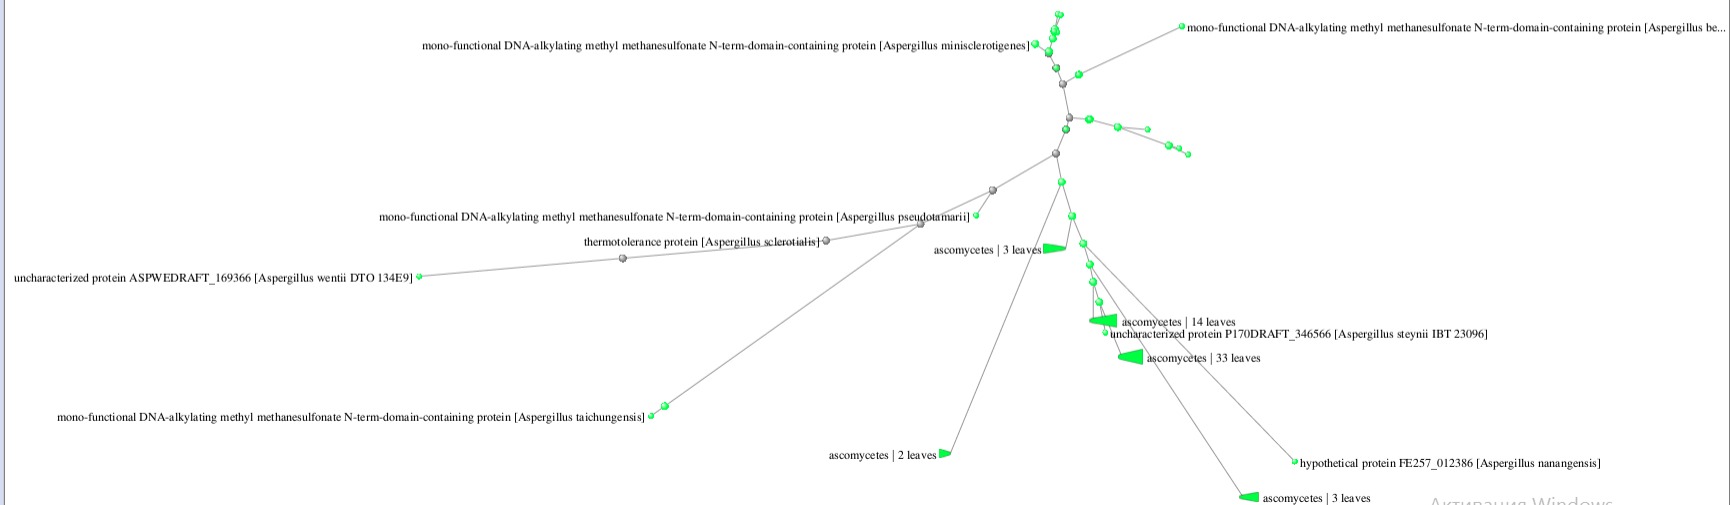 mono-functional DNA-alkylating methyl methanesulfonate N-term-domain-containing protein [Aspergillus be...
mono-functional DNA-alkylating methyl methanesulfonate N-term-domain-containing protein [Aspergillus minisclerotigenes]
mono-functional DNA-alkylating methyl methanesulfonate N-term-domain-containing protein [Aspergillus pseudotamarii]
thermotolerance protein [Aspergillus sclerotialis]
ascomycetes | 3 leaves
uncharacterized protein ASPWEDRAFT_169366 [Aspergillus wentii DTO 134E9]
ascomycetes | 14 leaves
uncharacterized protein P170DRAFT_346566 [Aspergillus steynii IBT 23096]
ascomycetes | 33 leaves
mono-functional DNA-alkylating methyl methanesulfonate N-term-domain-containing protein [Aspergillus taichungensis]
ascomycetes | 2 leaves
hypothetical protein FE257_012386 [Aspergillus nanangensis]
ascomycetes | 3 leaves
Активация Windows